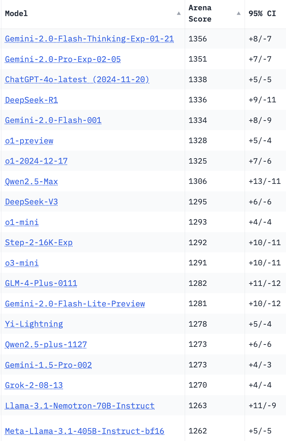 Model Arena Score 95% CI
Gemini-2.0-Flash-Thinking-Exp-01-21 1356 +8/-7
Gemini-2.0-Pro-Exp-02-05 1351 +7/-7
ChatGPT-4o-latest (2024-11-20) 1338 +5/-5
DeepSeek-R1 1336 +9/-11
Gemini-2.0-Flash-001 1334 +8/-9
o1-preview 1328 +5/-4
o1-2024-12-17 1325 +7/-6
Qwen2.5-Max 1306 +13/-11
DeepSeek-V3 1295 +6/-6
o1-mini 1293 +4/-4
Step-2-16K-Exp 1292 +10/-11
o3-mini 1291 +10/-11
GLM-4-Plus-0111 1282 +11/-12
Gemini-2.0-Flash-Lite-Preview 1281 +10/-12
Yi-Lightning 1278 +5/-4
Qwen2.5-plus-1127 1273 +6/-6
Gemini-1.5-Pro-002 1273 +4/-3
Grok-2-08-13 1270 +4/-4
Llama-3.1-Nemotron-70B-Instruct 1263 +11/-9
Meta-Llama-3.1-405B-Instruct-bf16 1262 +5/-5